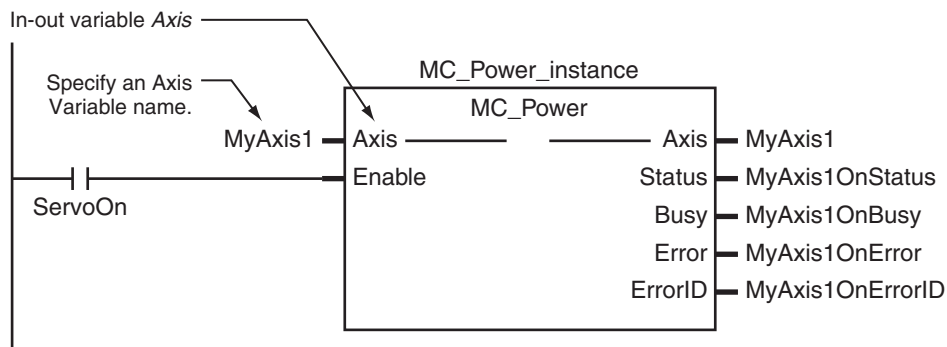 In-out variable Axis
Specify an Axis
Variable name.
MC_Power_instance
MC_Power
MyAxis1 Axis Axis MyAxis1
Enable Status MyAxis1OnStatus
ServoOn
Busy MyAxis1OnBusy
Error MyAxis1OnError
ErrorID MyAxis1OnErrorID